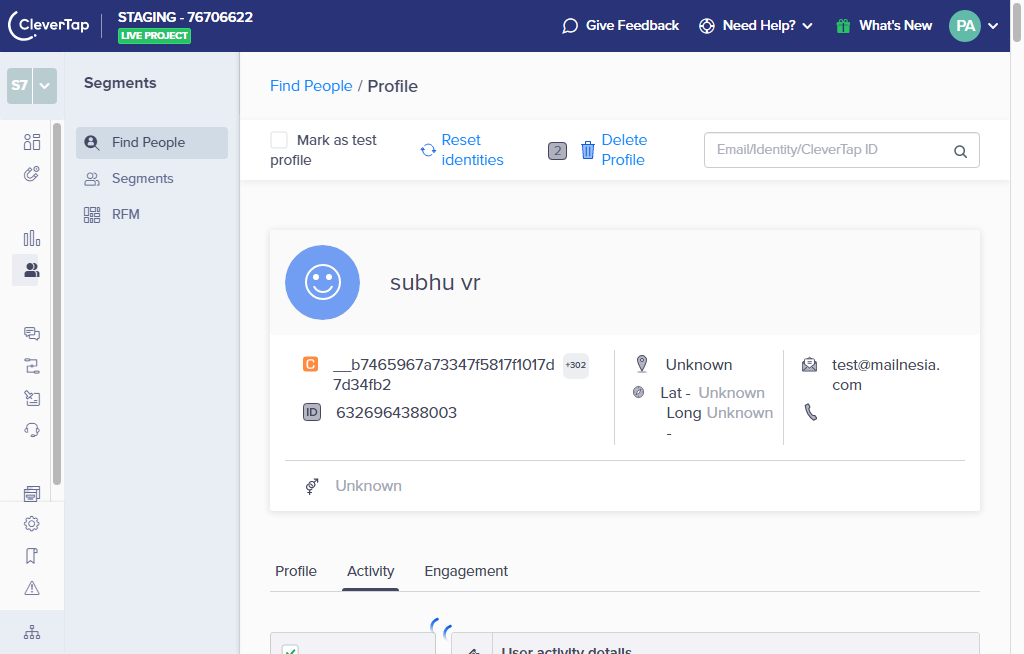 CleverTap
STAGING - 76706622
LIVE PROJECT
Give Feedback
Need Help?
What's New
PA
S7
Segments
Find People
Segments
RFM
Find People / Profile
Mark as test
profile
Reset
identities
2
Delete
Profile
Email/Identity/CleverTap ID
subhu vr
C
__b7465967a73347f5817f1017d
7d34fb2
+302
ID
6326964388003
Unknown
Lat - Unknown
Long Unknown
-
test@mailnesia.
com
Unknown
Profile
Activity
Engagement
User activity details